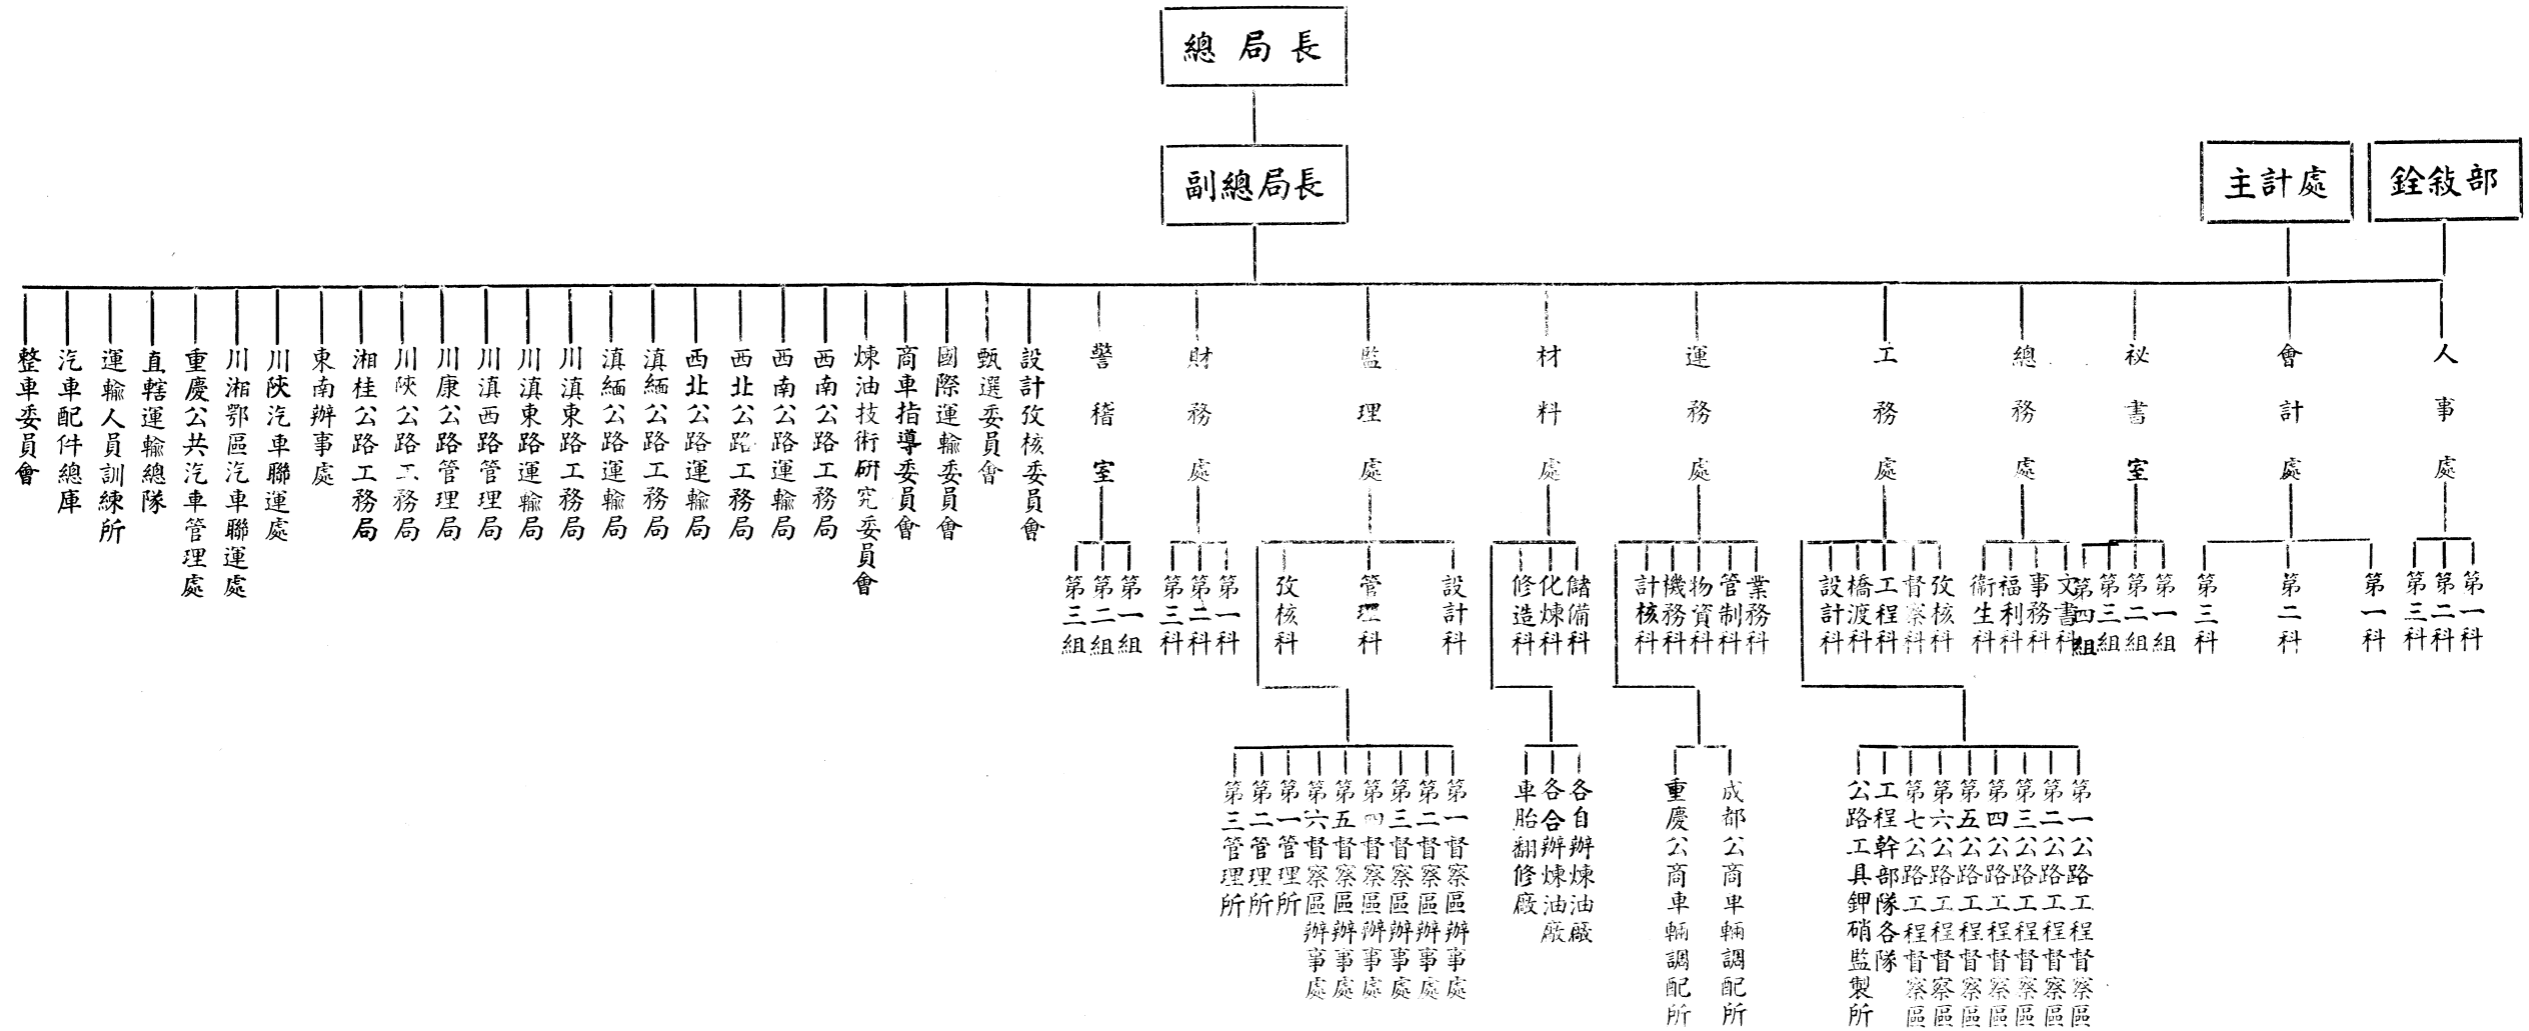 總局長
副總局長
主計處
銓敘部
人事處
會計處
祕書室
總務處
工務處
運務處
材料處
監理處
財務處
警稽室
設計攷核委員會
甄選委員會
國際運輸委員會
商車指導委員會
煉油技術研究委員會
西南公路工務局
西南公路運輸局
西北公路工務局
西北公路運輸局
滇緬公路工務局
滇緬公路運輸局
川滇東路工務局
川滇東路運輸局
川滇西路管理局
川康公路管理局
川陝公路工務局
湘桂公路工務局
東南辦事處
川陝汽車聯運處
川湘鄂區汽車聯運處
重慶公共汽車管理處
直轄運輸總隊
運輸人員訓練所
汽車配件總庫
整車委員會
第一科
第二科
第三科
第一科
第二科
第三科
第一組
第二組
第三組
第四組
文書科
事務科
福利科
衛生科
攷核科
督察科
工程科
橋渡科
設計科
業務科
管制科
物資科
機務科
計核科
儲備科
化煉科
修造科
設計科
管理科
攷核科
第一科
第二科
第三科
第一組
第二組
第三組
第一公路工程督察區
第二公路工程督察區
第三公路工程督察區
第四公路工程督察區
第五公路工程督察區
第六公路工程督察區
第七公路工程督察區
工程幹部隊各隊
公路工具鉀硝監製所
成都公商車輛調配所
重慶公商車輛調配所
各自辦煉油廠
各合辦煉油廠
車胎翻修廠
第一督察區辦事處
第二督察區辦事處
第三督察區辦事處
第四督察區辦事處
第五督察區辦事處
第六督察區辦事處
第一管理所
第二管理所
第三管理所